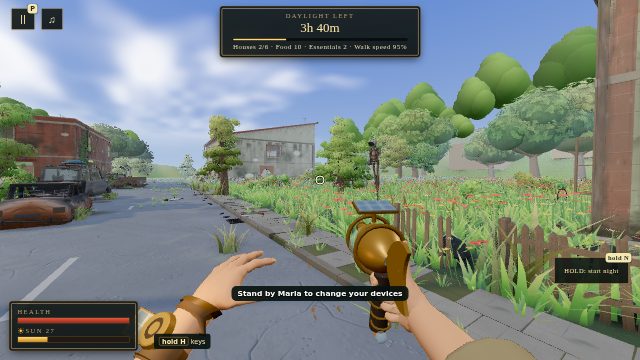 P
DAYLIGHT LEFT
3h 40m
Houses 2/6 · Food 10 · Essentials 2 · Walk speed 95%
hold N
HOLD: start night
Stand by Marla to change your devices
HEALTH
SUN 27
hold H keys